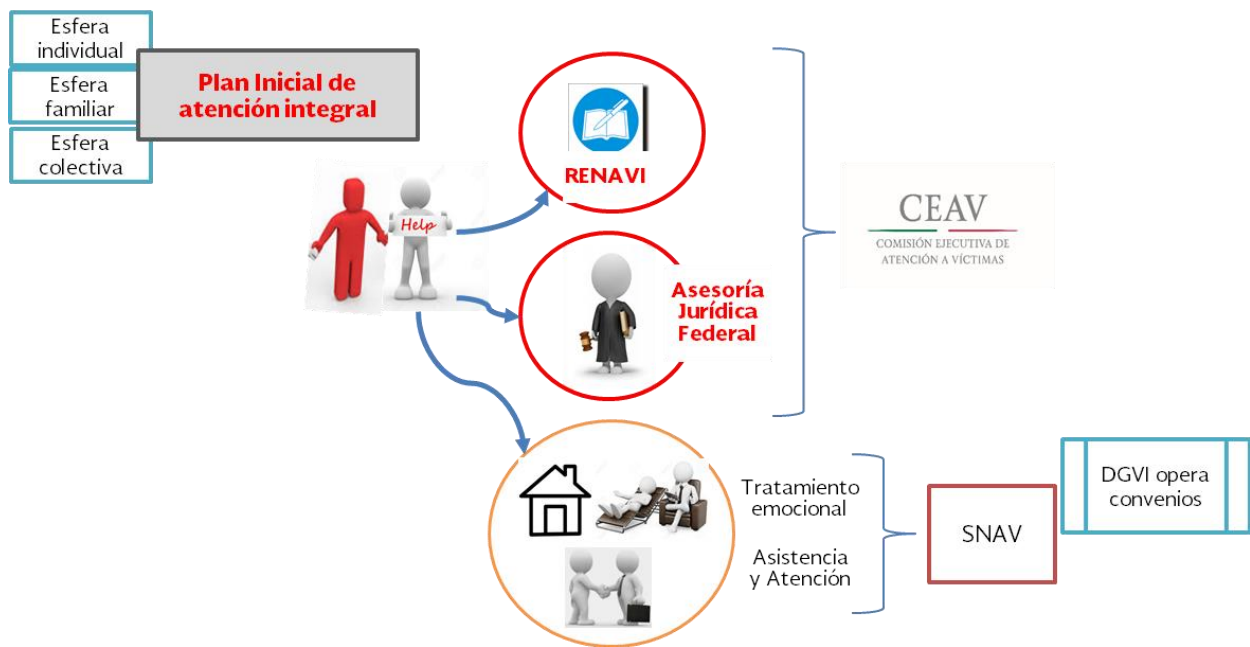 Esfera
individual
Esfera
familiar
Esfera
colectiva
Plan Inicial de
atención integral
Help
RENAVI
Asesoría
Jurídica
Federal
CEAV
COMISIÓN EJECUTIVA DE
ATENCIÓN A VÍCTIMAS
Tratamiento
emocional
Asistencia
y Atención
SNAV
DGVI opera
convenios